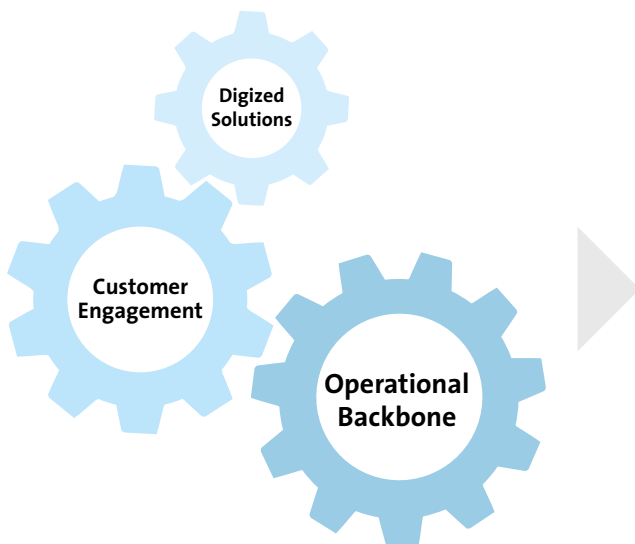 Digized
Solutions
Customer
Engagement
Operational
Backbone